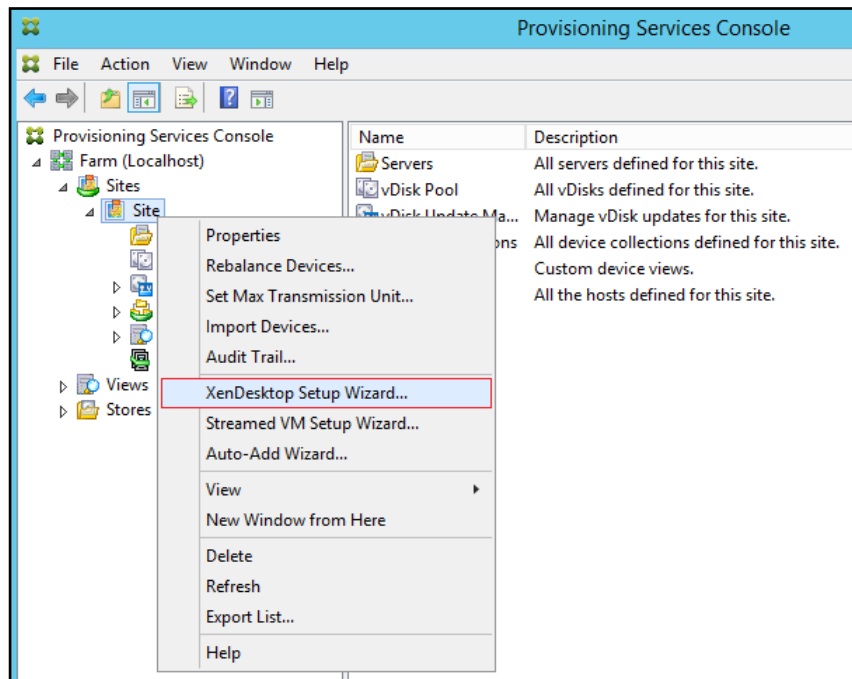 Provisioning Services Console
File Action View Window Help
Provisioning Services Console
Farm (Localhost)
Sites
Site
Views
Stores
Name Description
Servers All servers defined for this site.
vDisk Pool All vDisks defined for this site.
vDisk Update Ma... Manage vDisk updates for this site.
ons All device collections defined for this site.
Custom device views.
All the hosts defined for this site.
Properties
Rebalance Devices...
Set Max Transmission Unit...
Import Devices...
Audit Trail...
XenDesktop Setup Wizard...
Streamed VM Setup Wizard...
Auto-Add Wizard...
View
New Window from Here
Delete
Refresh
Export List...
Help